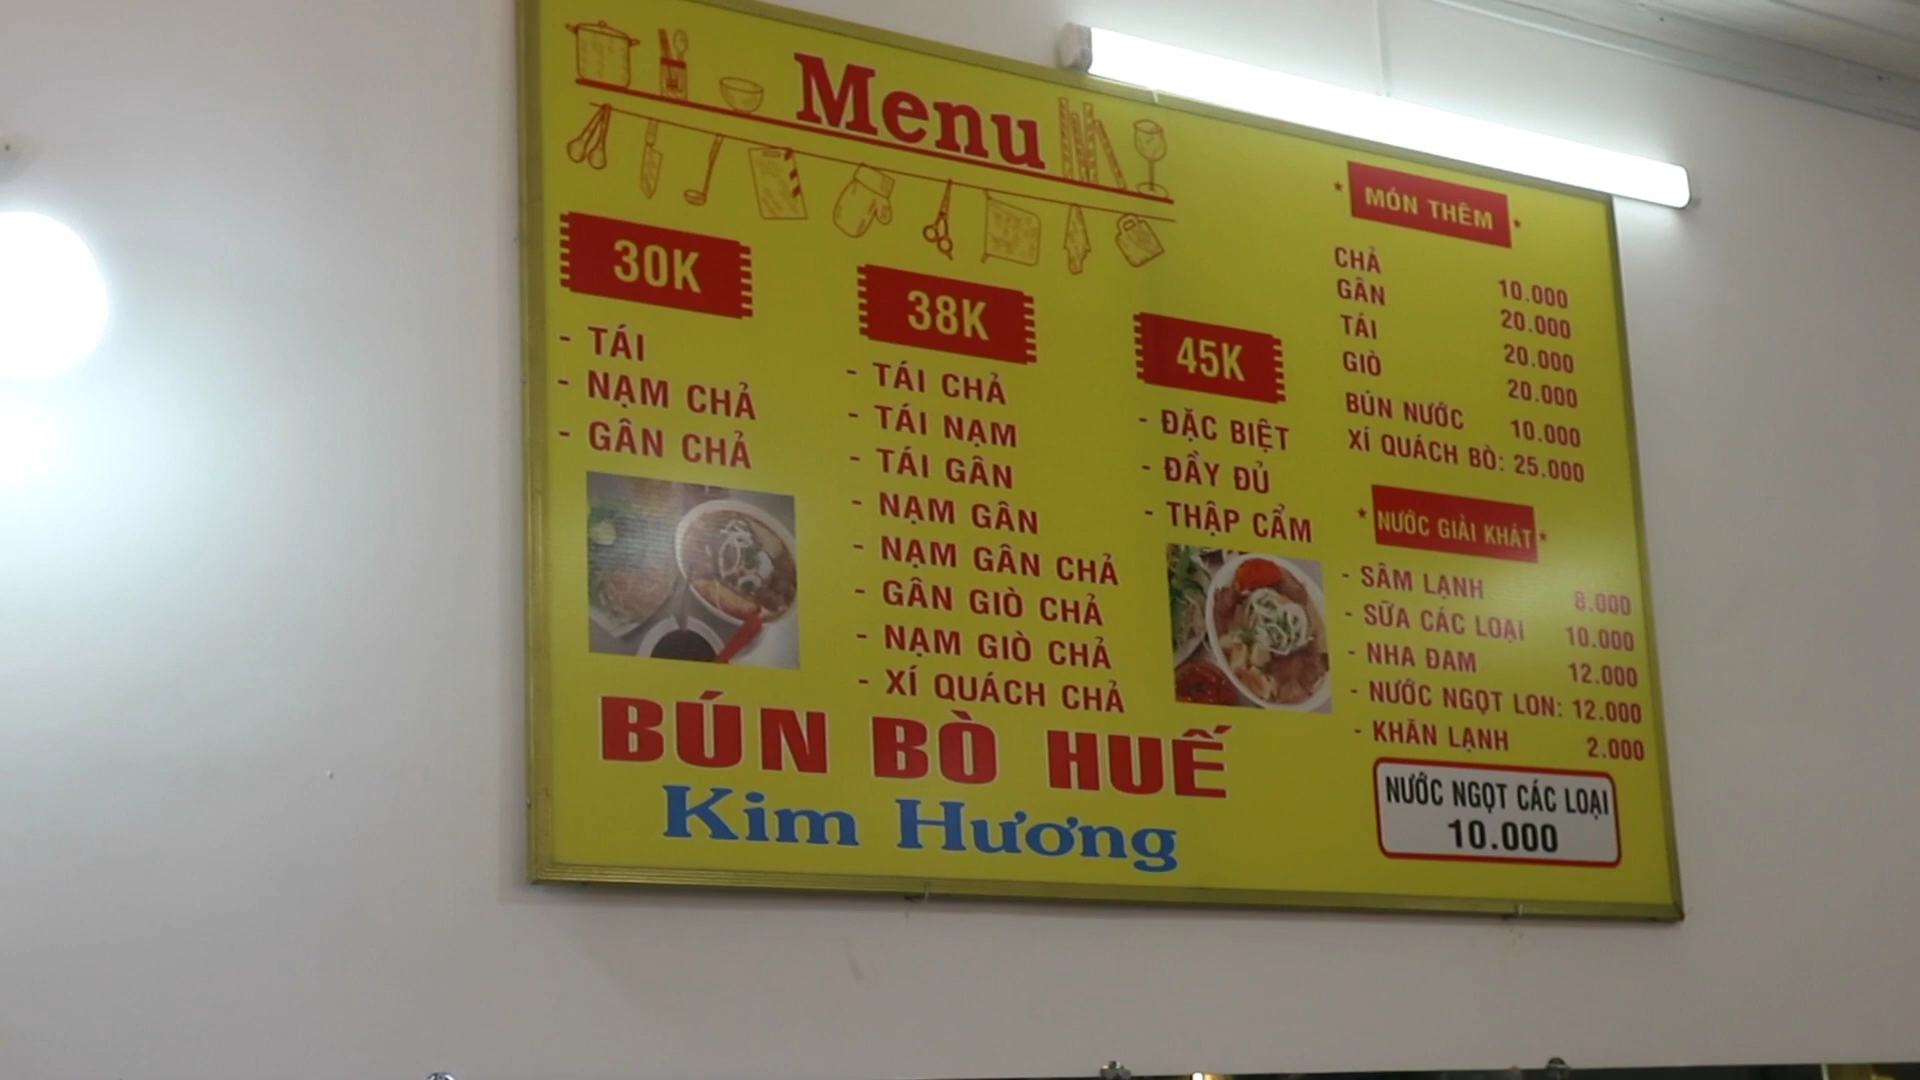 Menu
30K
- TÁI
- NẠM CHẢ
- GÂN CHẢ
38K
- TÁI CHẢ
- TÁI NẠM
- TÁI GÂN
- NẠM GÂN
- NẠM GÂN CHẢ
- GÂN GIÒ CHẢ
- NẠM GIÒ CHẢ
- XÍ QUÁCH CHẢ
45K
- ĐẶC BIỆT
- ĐẦY ĐỦ
- THẬP CẨM
* MÓN THÊM *
CHẢ 10.000
GÂN 20.000
TÁI 20.000
GIÒ 20.000
BÚN NƯỚC 10.000
XÍ QUÁCH BÒ: 25.000
* NƯỚC GIẢI KHÁT *
- SÂM LẠNH 8.000
- SỮA CÁC LOẠI 10.000
- NHA ĐAM 12.000
- NƯỚC NGỌT LON: 12.000
- KHĂN LẠNH 2.000
NƯỚC NGỌT CÁC LOẠI
10.000
BÚN BÒ HUẾ
Kim Hương